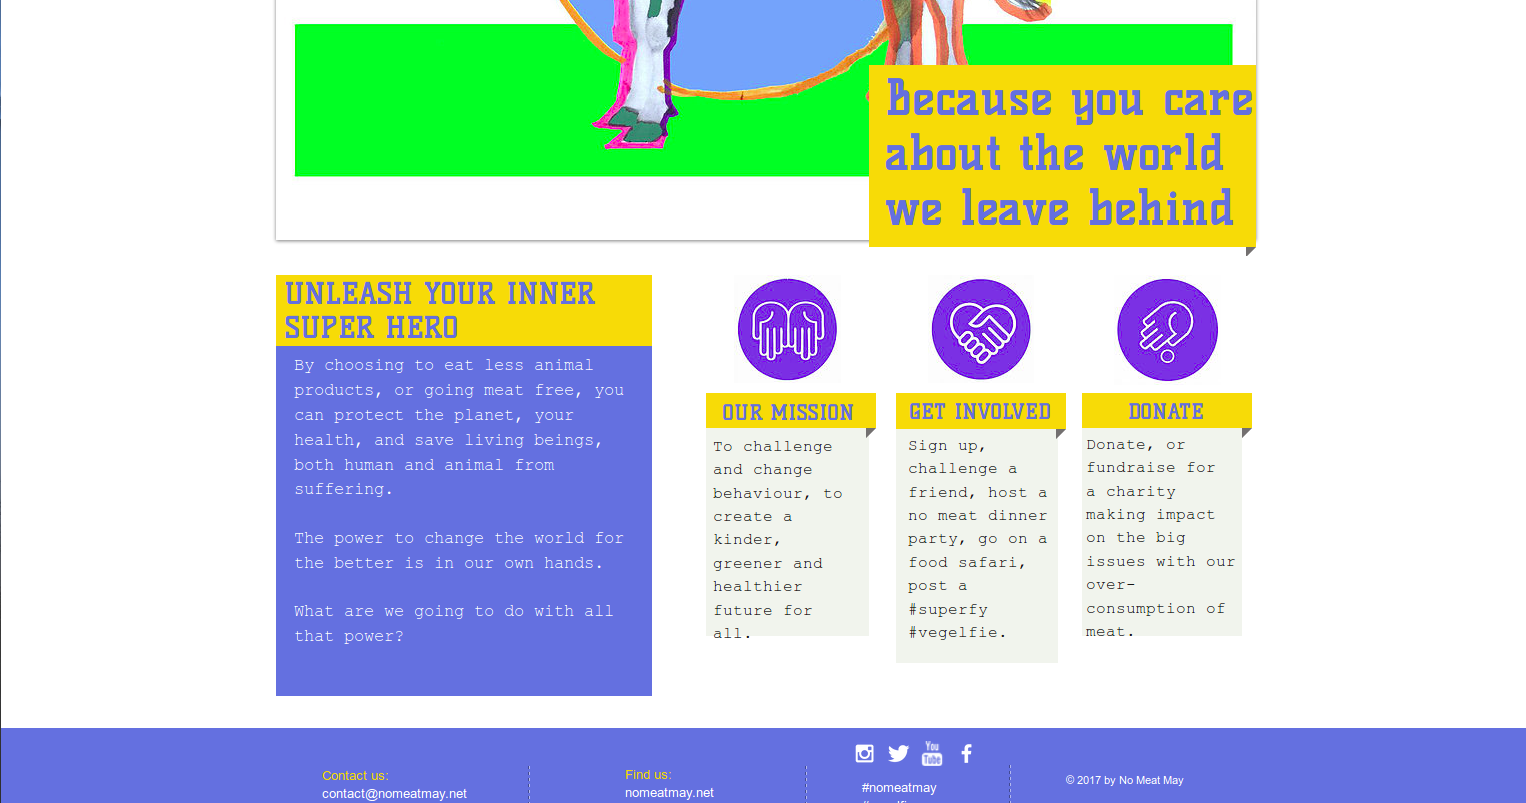 Because you care
about the world
we leave behind
UNLEASH YOUR INNER
SUPER HERO
By choosing to eat less animal
products, or going meat free, you
can protect the planet, your
health, and save living beings,
both human and animal from
suffering.
The power to change the world for
the better is in our own hands.
What are we going to do with all
that power?
OUR MISSION
To challenge
and change
behaviour, to
create a
kinder,
greener and
healthier
future for
all.
GET INVOLVED
Sign up,
challenge a
friend, host a
no meat dinner
party, go on a
food safari,
post a
#superfy
#vegelfie.
DONATE
Donate, or
fundraise for
a charity
making impact
on the big
issues with our
over-
consumption of
meat.
Contact us:
contact@nomeatmay.net
Find us:
nomeatmay.net
You
Tube
#nomeatmay
© 2017 by No Meat May